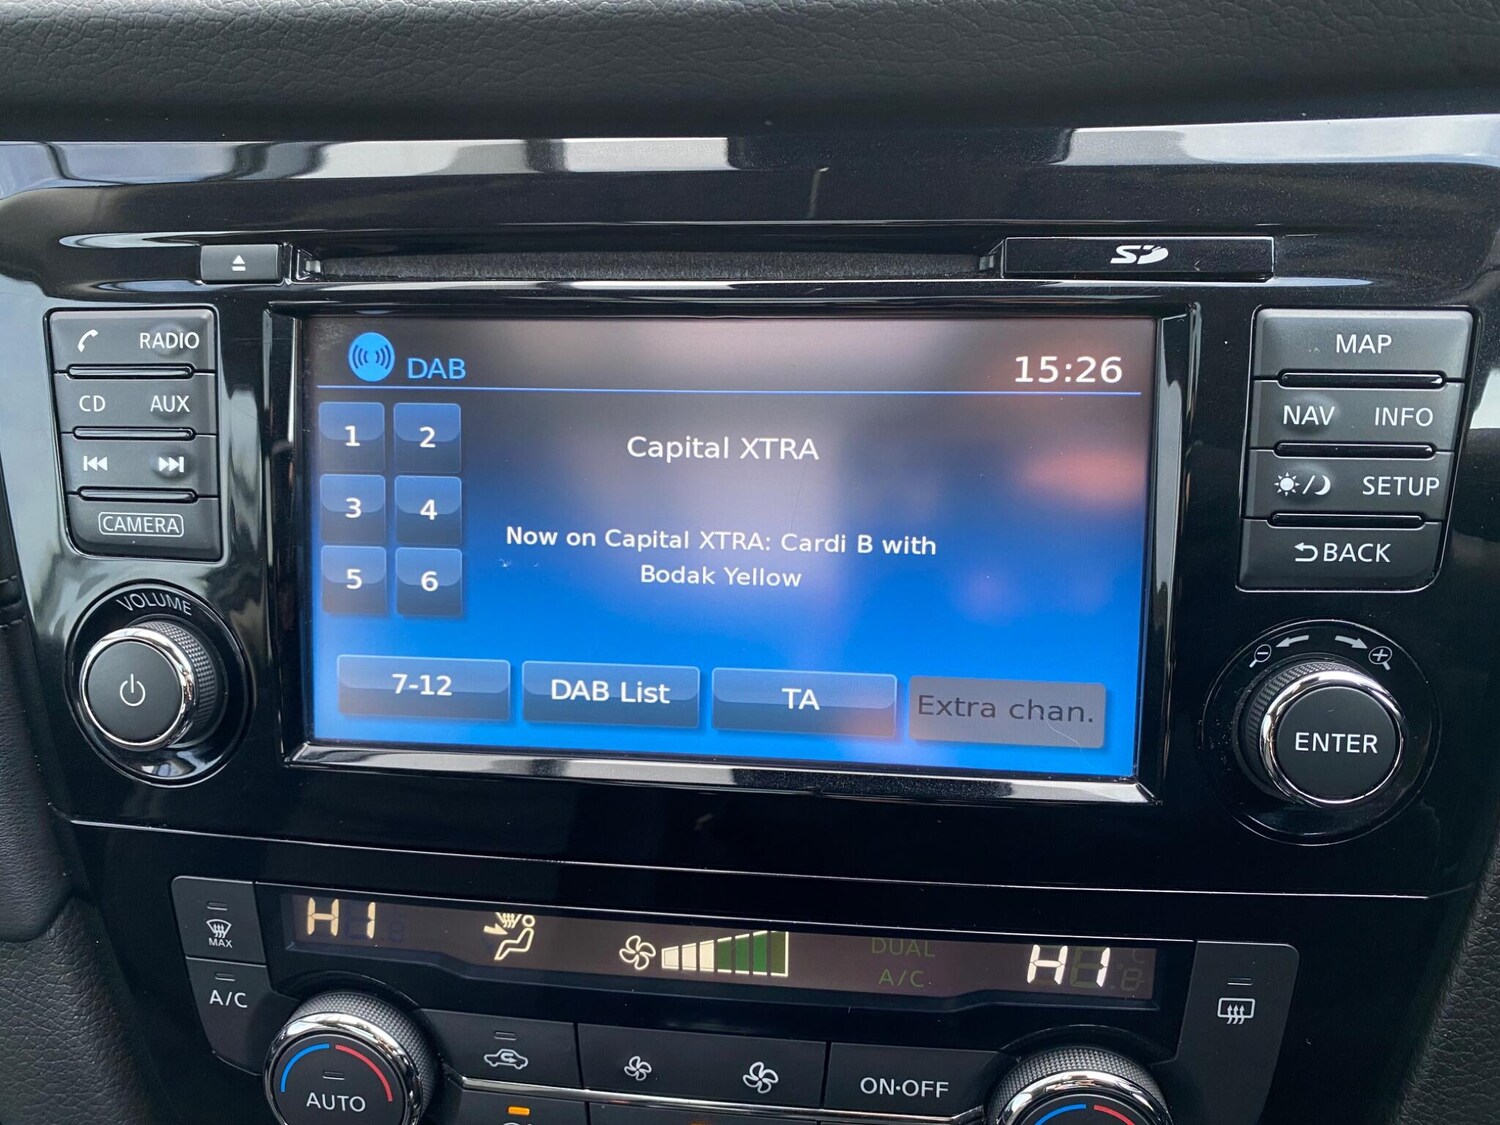 SD
RADIO
CD AUX
CAMERA
VOLUME
DAB
15:26
1 2
3 4
5 6
Capital XTRA
Now on Capital XTRA: Cardi B with
Bodak Yellow
7-12
DAB List
TA
Extra chan.
MAP
NAV INFO
SETUP
BACK
ENTER
HI
DUAL
A/C
HI
MAX
A/C
AUTO
ON·OFF